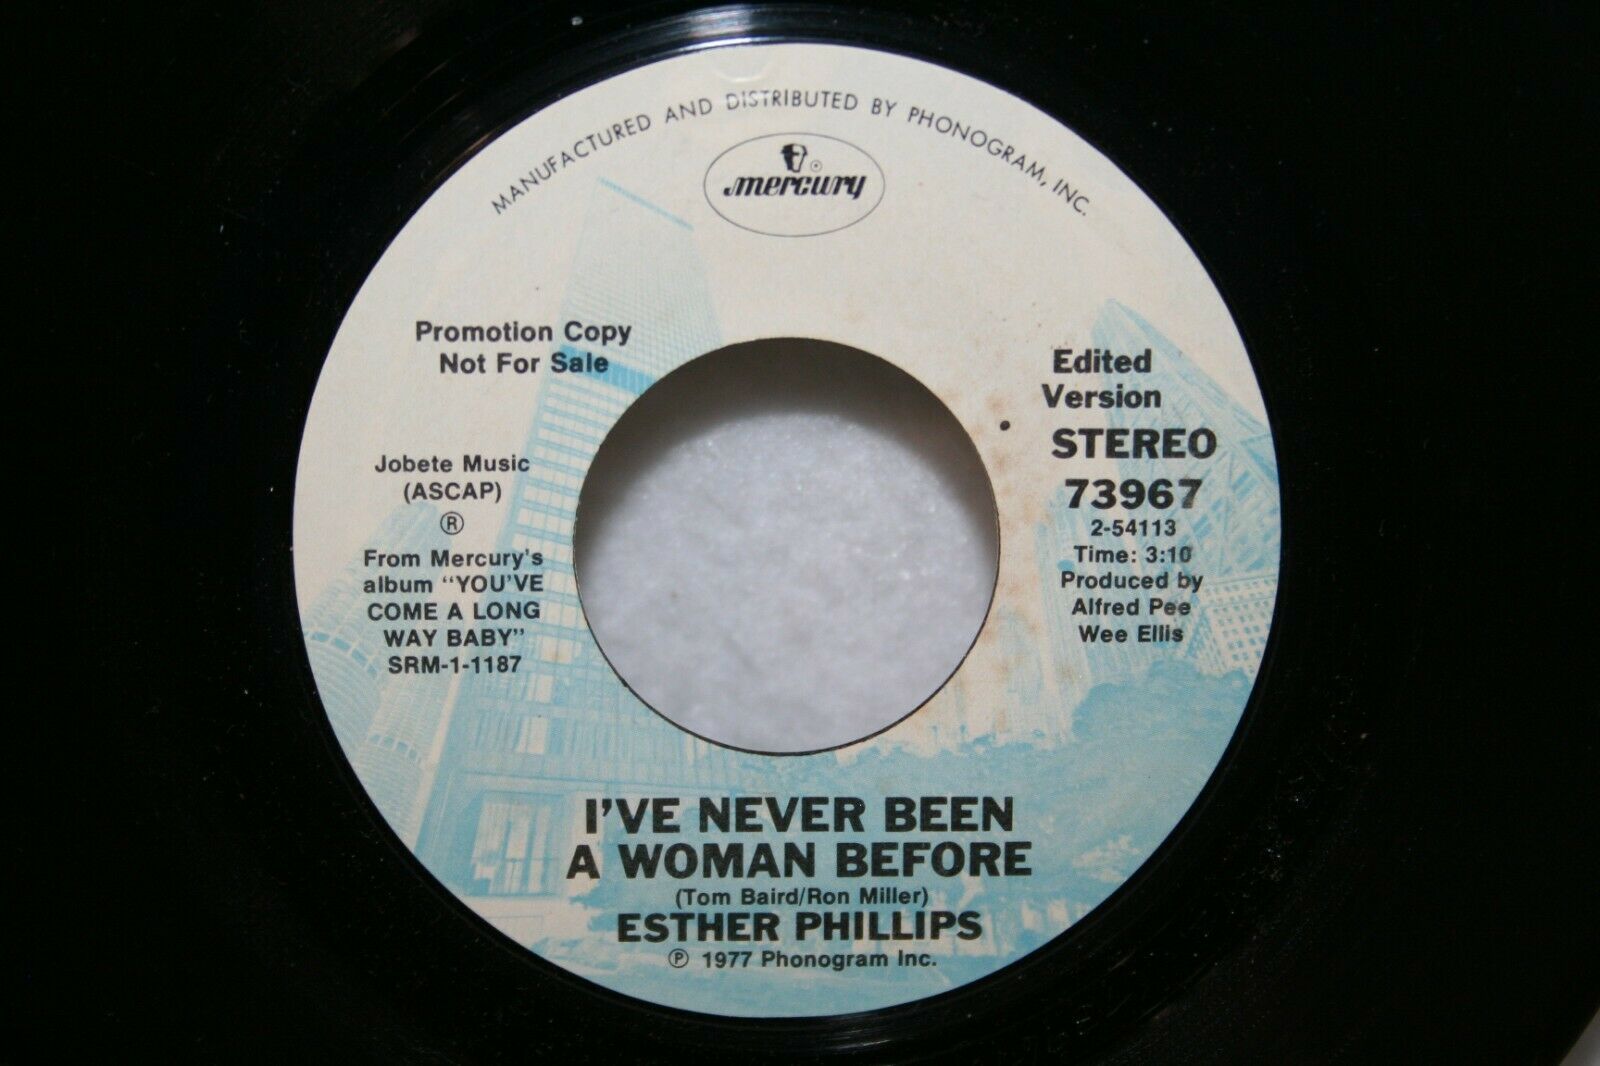 MANUFACTURED AND DISTRIBUTED BY PHONOGRAM, INC.
mercury ®
Promotion Copy
Not For Sale
Jobete Music
(ASCAP)
®
From Mercury's
album "YOU'VE
COME A LONG
WAY BABY"
SRM-1-1187
Edited
Version
STEREO
73967
2-54113
Time: 3:10
Produced by
Alfred Pee
Wee Ellis
I'VE NEVER BEEN
A WOMAN BEFORE
(Tom Baird/Ron Miller)
ESTHER PHILLIPS
℗ 1977 Phonogram Inc.